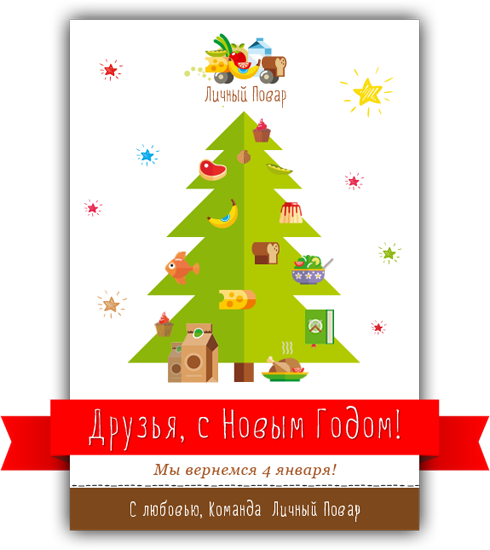 Личный Повар
Друзья, с Новым Годом!
Мы вернемся 4 января!
С любовью, Команда Личный Повар